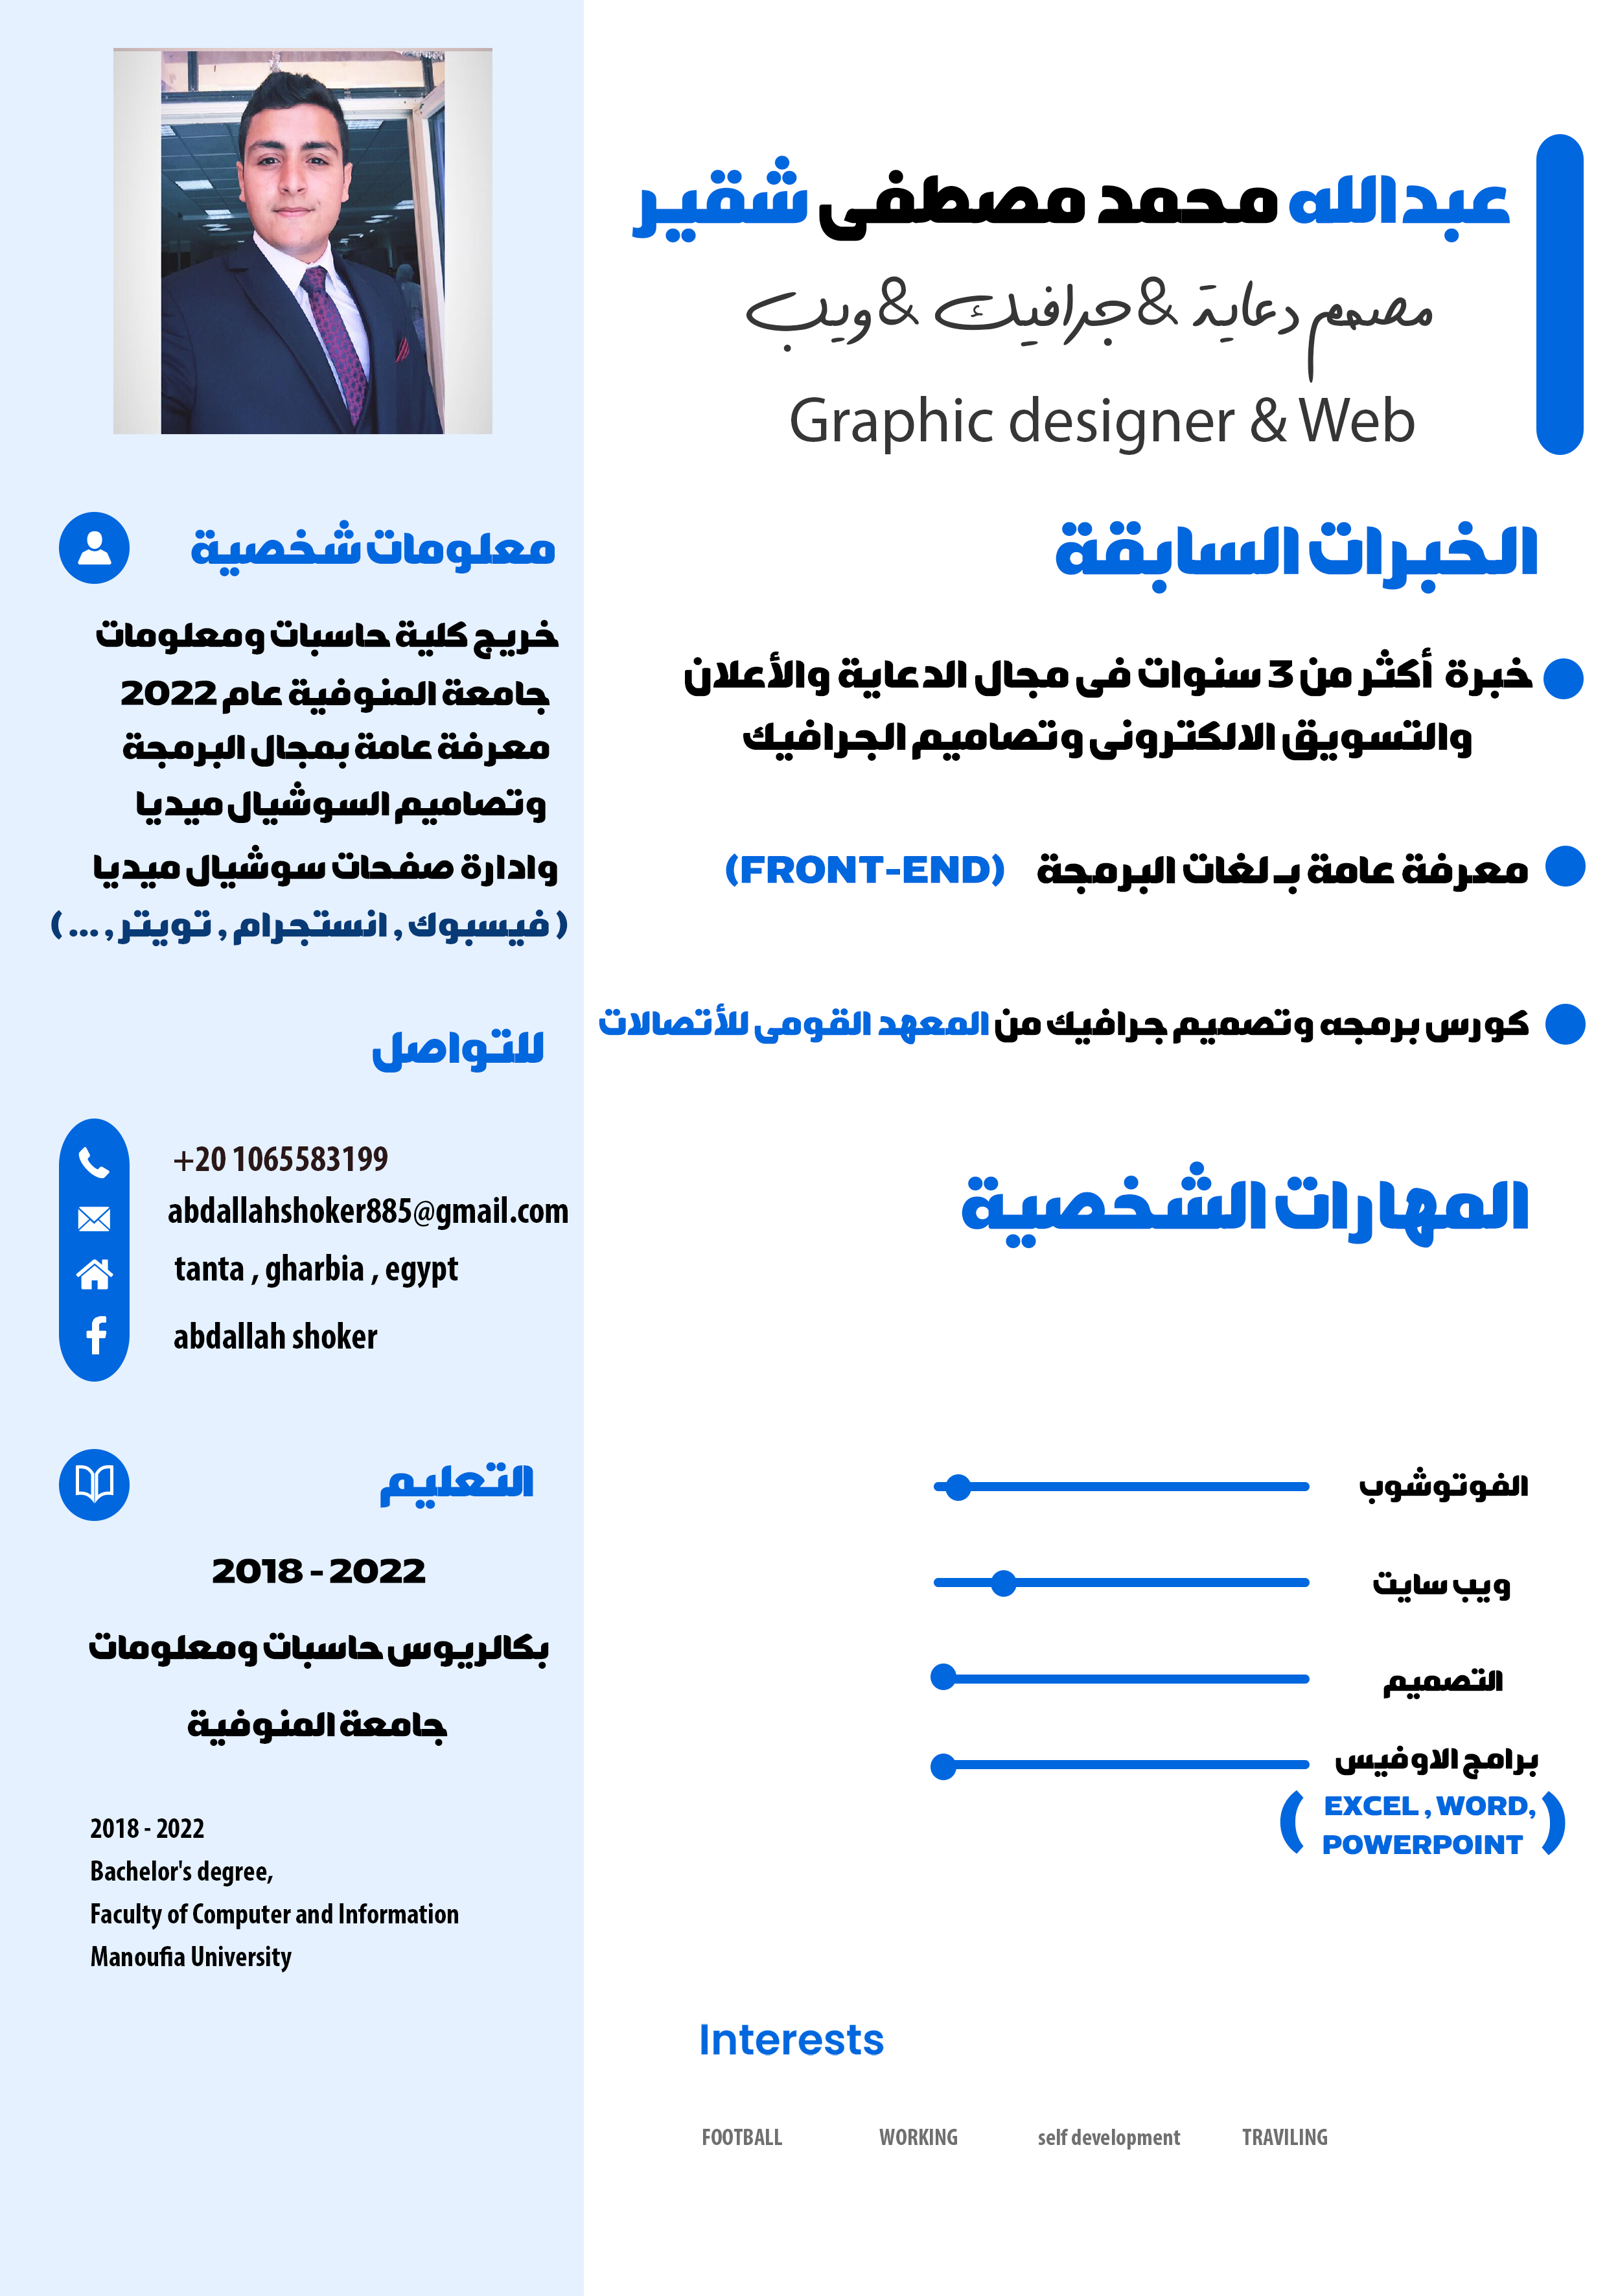 عبدالله محمد مصطفى شقير
مصمم دعاية & جرافيك & ويب
Graphic designer & Web
الخبرات السابقة
خبرة أكثر من 3 سنوات فى مجال الدعاية والأعلان
والتسويق الالكترونى وتصاميم الجرافيك
معرفة عامة بـ لغات البرمجة (FRONT-END)
كورس برمجه وتصميم جرافيك من المعهد القومى للأتصالات
المهارات الشخصية
الفوتوشوب
ويب سايت
التصميم
برامج الاوفيس
( EXCEL , WORD,
POWERPOINT )
Interests
FOOTBALL WORKING self development TRAVILING
معلومات شخصية
خريج كلية حاسبات ومعلومات
جامعة المنوفية عام 2022
معرفة عامة بمجال البرمجة
وتصاميم السوشيال ميديا
وادارة صفحات سوشيال ميديا
( فيسبوك , انستجرام , تويتر , ... )
للتواصل
+20 1065583199
abdallahshoker885@gmail.com
tanta , gharbia , egypt
abdallah shoker
التعليم
2018 - 2022
بكالريوس حاسبات ومعلومات
جامعة المنوفية
2018 - 2022
Bachelor's degree,
Faculty of Computer and Information
Manoufia University